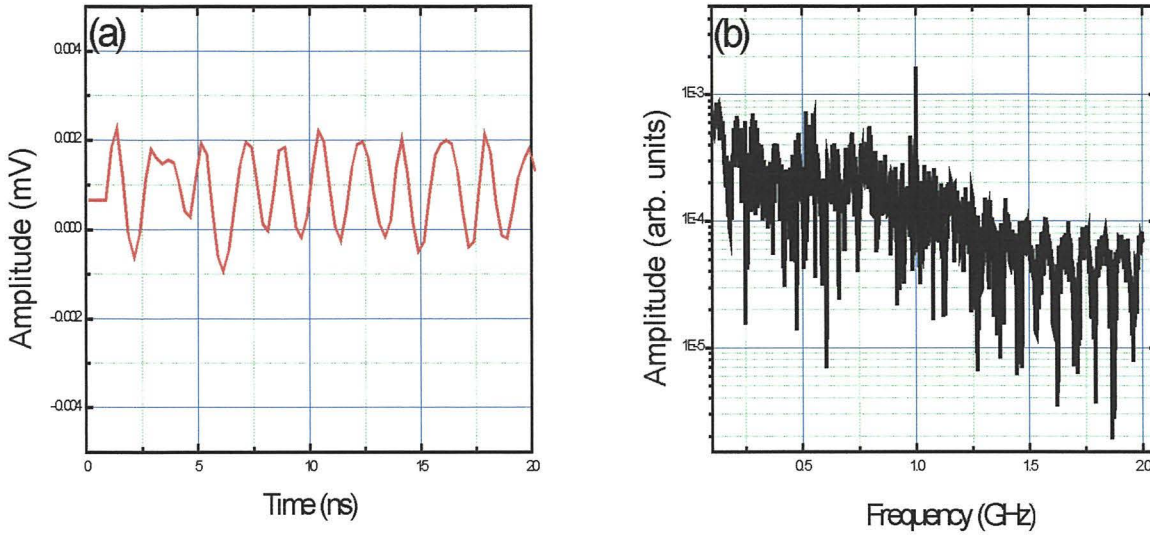 (a)
0.004
0.002
0.000
-0.002
-0.004
Amplitude (mV)
0
5
10
15
20
Time (ns)
(b)
1E-3
1E-4
1E-5
Amplitude (arb. units)
0.5
1.0
1.5
2.0
Frequency (GHz)